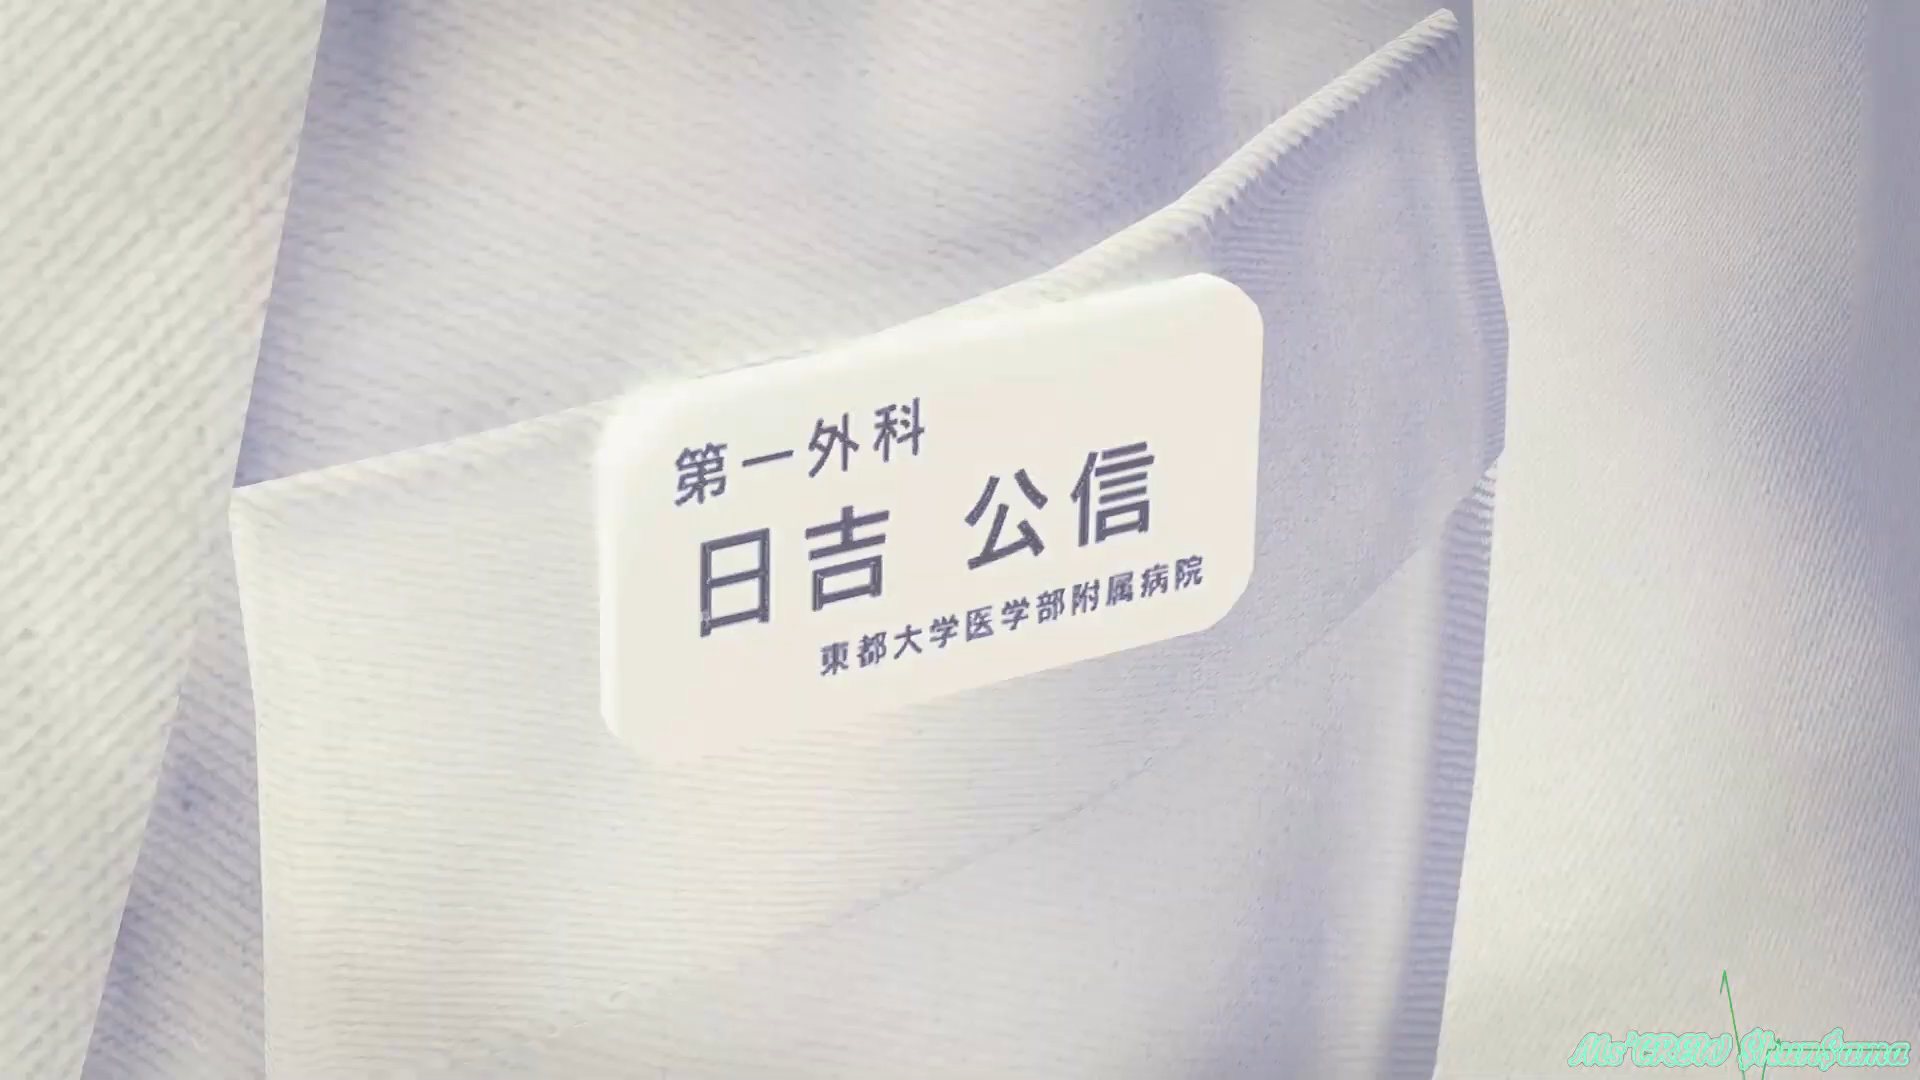 第一外科
日吉 公信
東都大学医学部附属病院